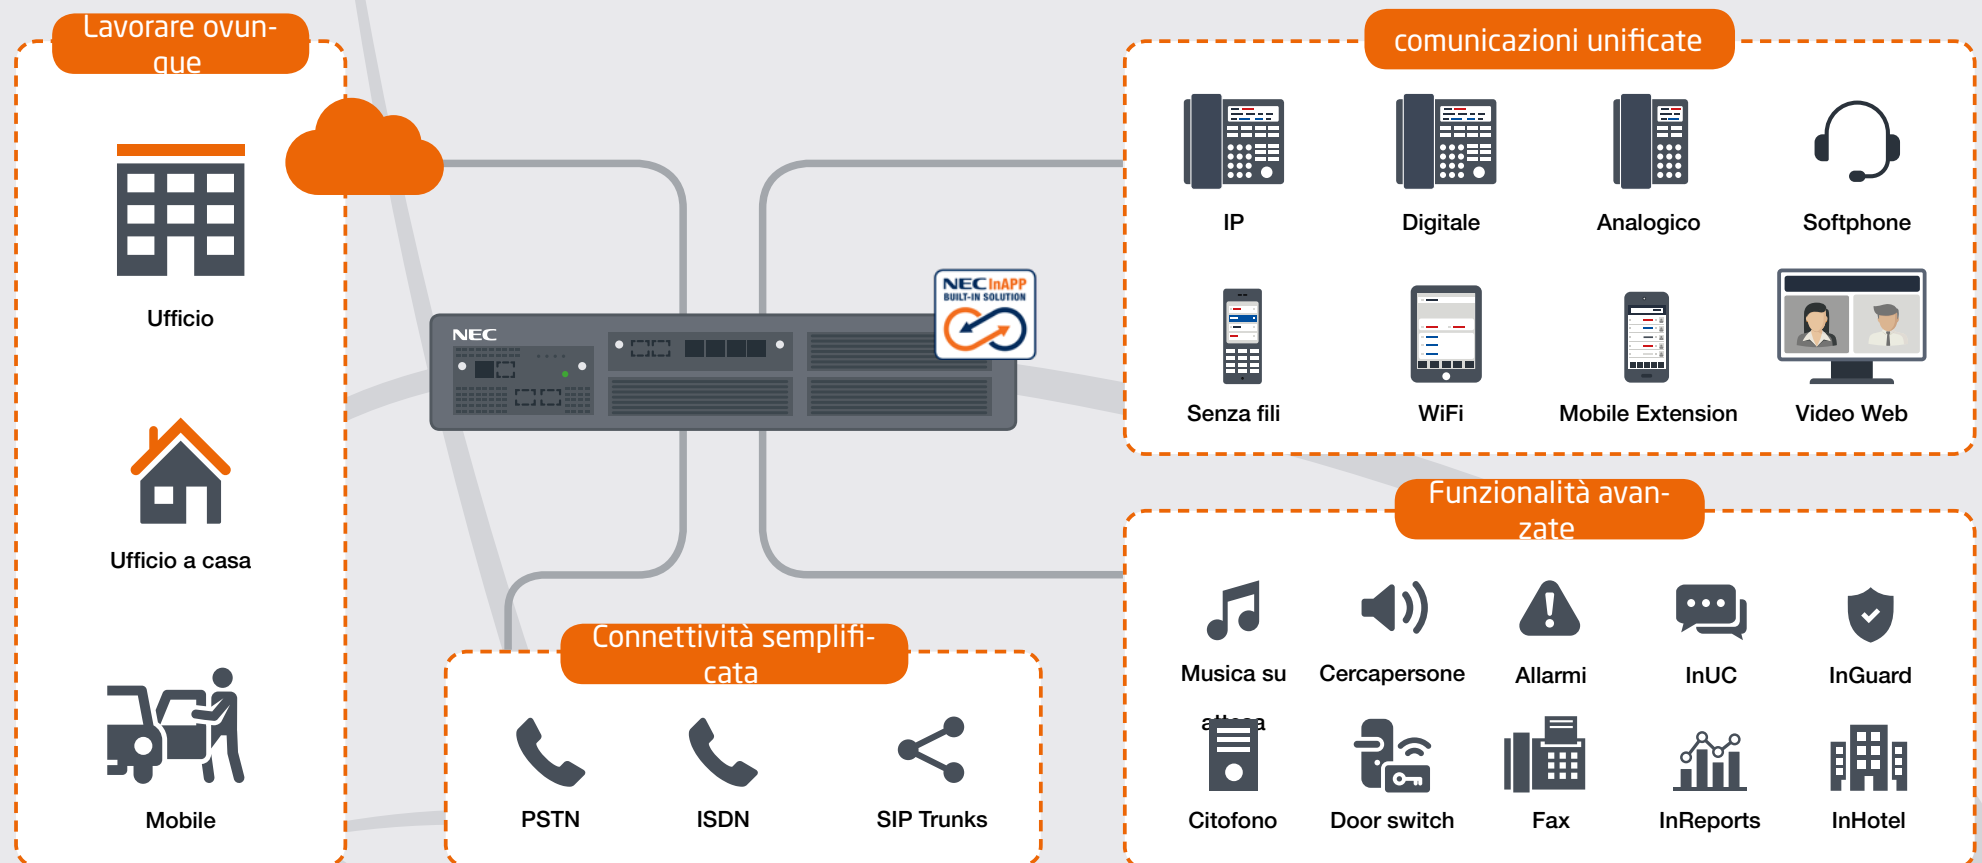 Lavorare ovun-
que
Ufficio
Ufficio a casa
Mobile
NEC
NEC InAPP
BUILT-IN SOLUTION
comunicazioni unificate
IP
Digitale
Analogico
Softphone
Senza fili
WiFi
Mobile Extension
Video Web
Connettività semplifi-
cata
PSTN
ISDN
SIP Trunks
Funzionalità avan-
zate
Musica su
attesa
Cercapersone
Allarmi
InUC
InGuard
Citofono
Door switch
Fax
InReports
InHotel